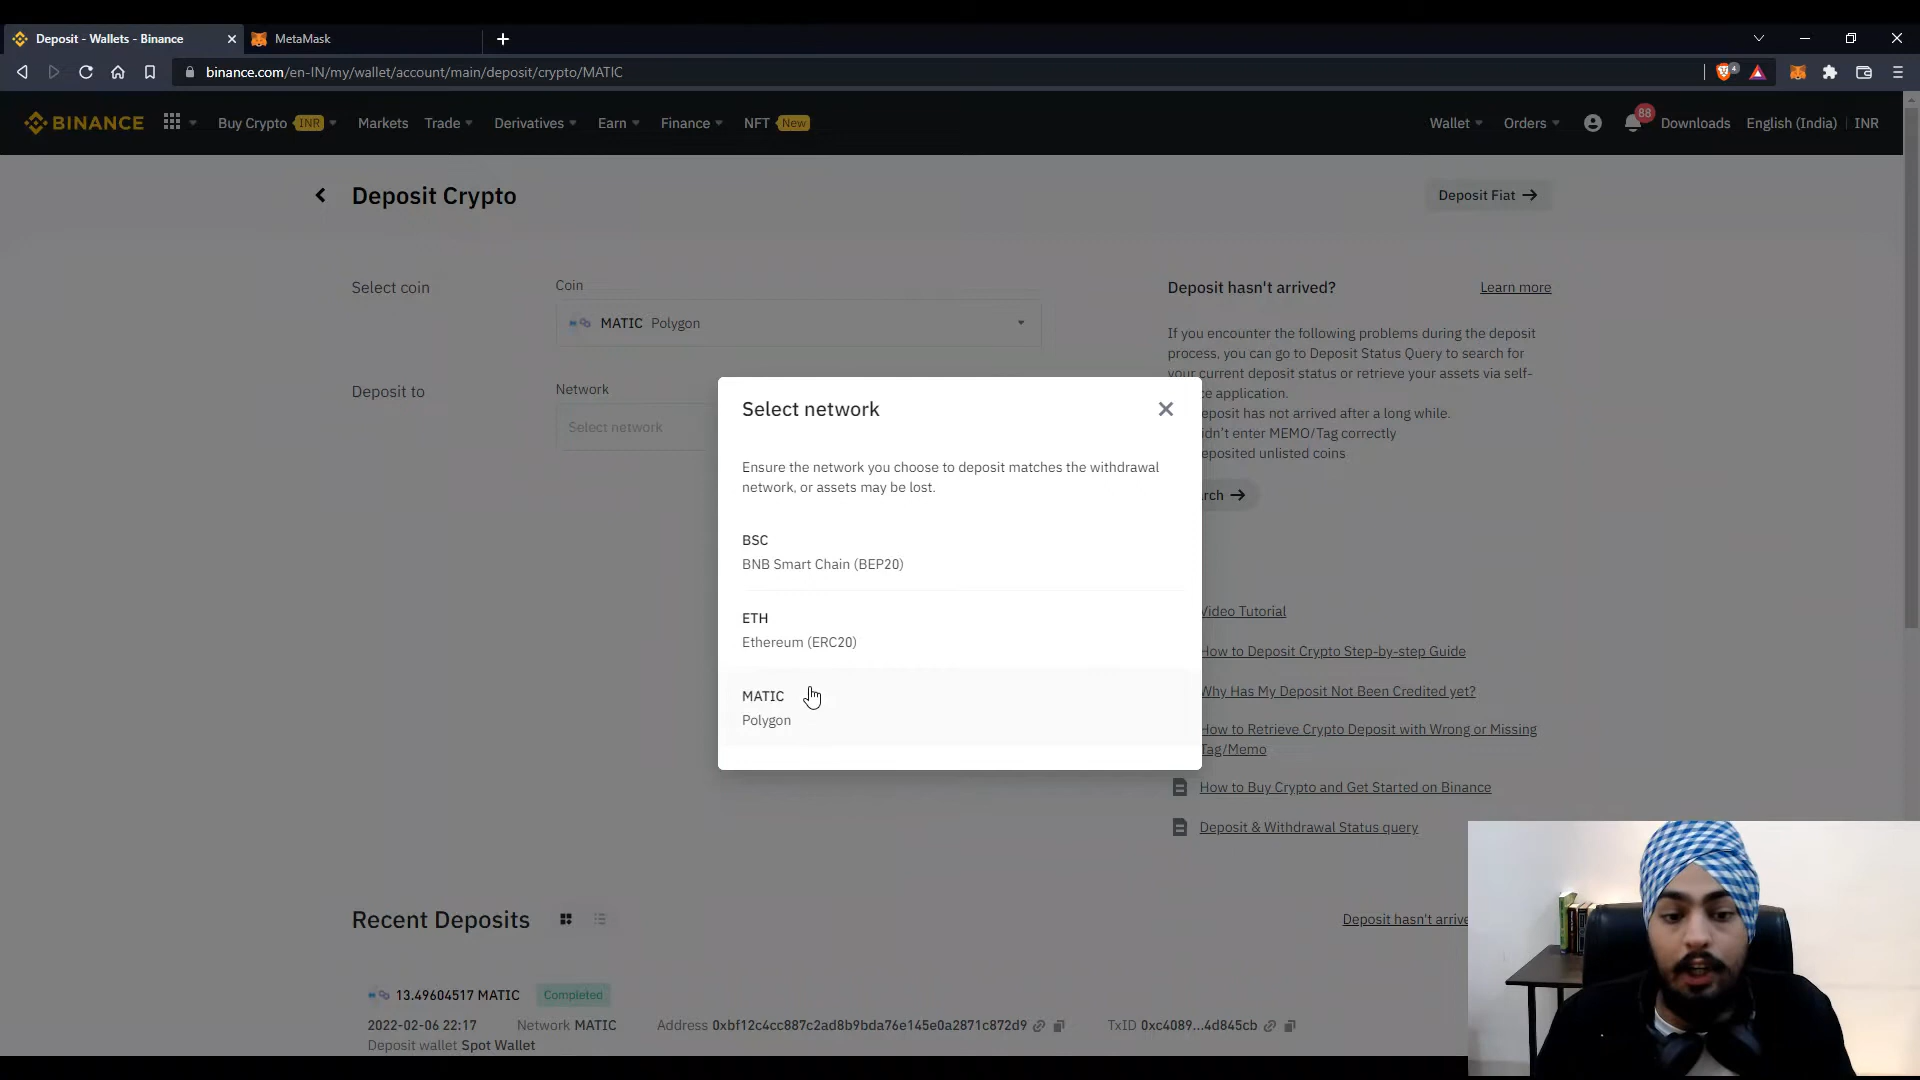 Deposit - Wallets - Binance
MetaMask
binance.com/en-IN/my/wallet/account/main/deposit/crypto/MATIC
4
BINANCE
Buy Crypto INR
Markets
Trade
Derivatives
Earn
Finance
NFT New
Wallet
Orders
88
Downloads
English (India)
INR
Deposit Crypto
Deposit Fiat
Select coin
Coin
MATIC Polygon
Deposit to
Network
Select network
Deposit hasn't arrived?
Learn more
If you encounter the following problems during the deposit
process, you can go to Deposit Status Query to search for
your current deposit status or retrieve your assets via self-
ce application.
eposit has not arrived after a long while.
idn't enter MEMO/Tag correctly
eposited unlisted coins
rch
Select network
Ensure the network you choose to deposit matches the withdrawal
network, or assets may be lost.
BSC
BNB Smart Chain (BEP20)
ETH
Ethereum (ERC20)
MATIC
Polygon
Video Tutorial
How to Deposit Crypto Step-by-step Guide
Why Has My Deposit Not Been Credited yet?
How to Retrieve Crypto Deposit with Wrong or Missing
Tag/Memo
How to Buy Crypto and Get Started on Binance
Deposit & Withdrawal Status query
Recent Deposits
Deposit hasn't arrive
13.49604517 MATIC Completed
2022-02-06 22:17 Network MATIC Address 0xbf12c4cc887c2ad8b9bda76e145e0a2871c872d9 TxID 0xc4089...4d845cb
Deposit wallet Spot Wallet